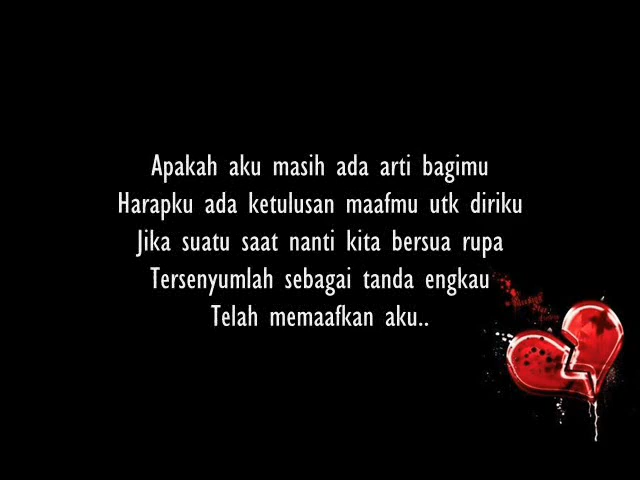 Apakah aku masih ada arti bagimu
Harapku ada ketulusan maafmu utk diriku
Jika suatu saat nanti kita bersua rupa
Tersenyumlah sebagai tanda engkau
Telah memaafkan aku..